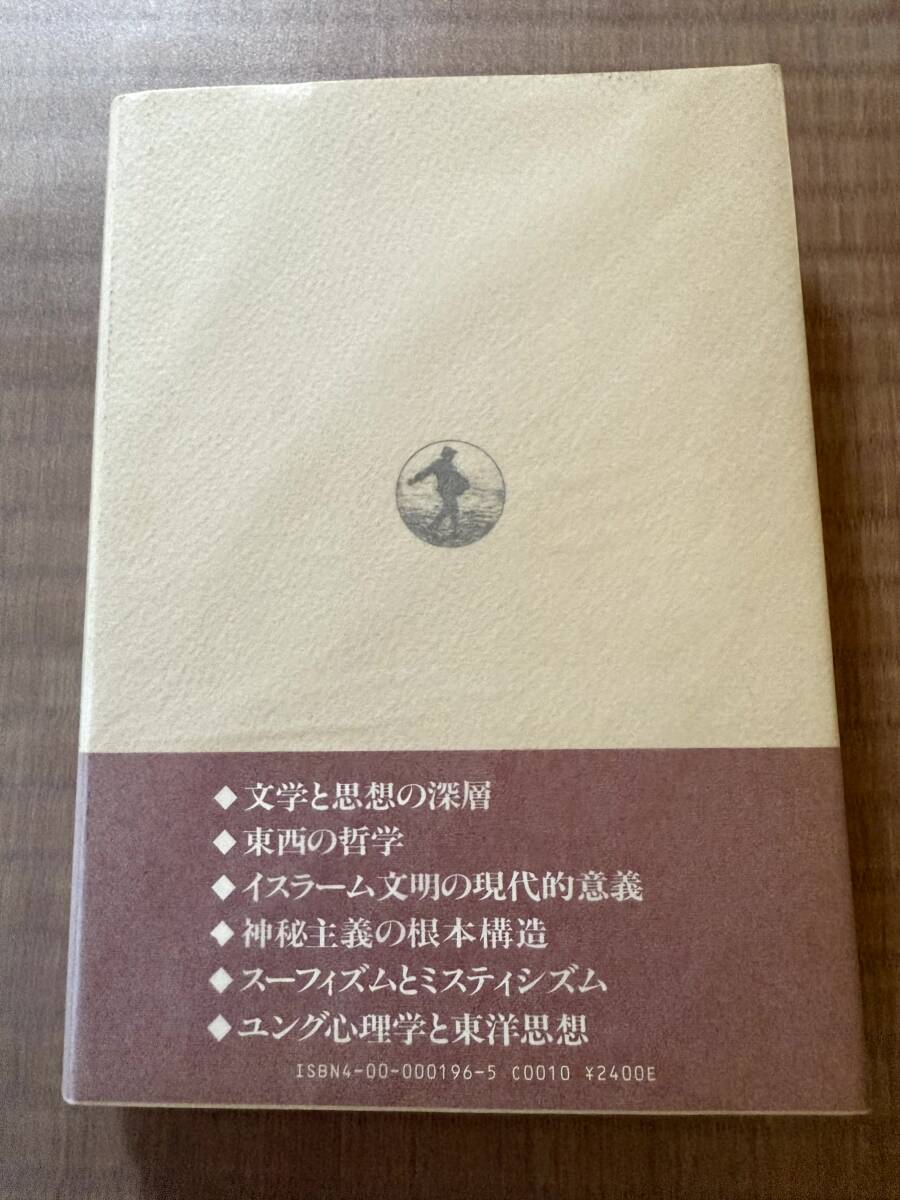 ◆文学と思想の深層
◆東西の哲学
◆イスラーム文明の現代的意義
◆神秘主義の根本構造
◆スーフィズムとミスティシズム
◆ユング心理学と東洋思想
ISBN4-00-000196-5 C0010 ¥2400E